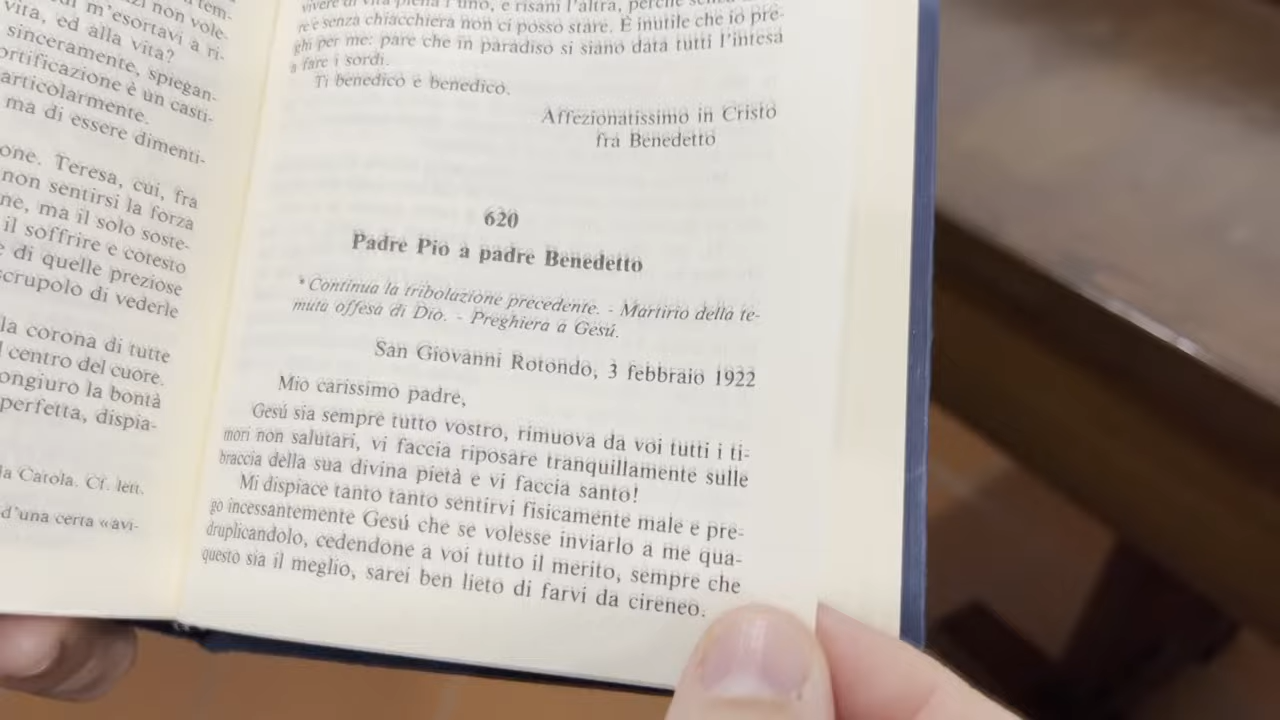 non vole-
m'esortavi a ri-
vita, ed alla vita?
sinceramente, spiegan-
ortificazione è un casti-
articolarmente.
ma di essere dimenti-
one. Teresa, cui, fra
non sentirsi la forza
ne, ma il solo soste-
il soffrire e cotesto
di quelle preziose
scrupolo di vederle
la corona di tutte
centro del cuore.
ongiuro la bontà
perfetta, dispia-
la Catola. Cf. lett.
d'una certa «avi-
vivere di vita piena l'uno, e risani l'altra, perché
re e senza chiacchiera non ci posso stare. È inutile che io pre-
ghi per me: pare che in paradiso si siano data tutti l'intesa
a fare i sordi.
Ti benedico e benedico.
Affezionatissimo in Cristo
fra Benedetto
620
Padre Pio a padre Benedetto
* Continua la tribolazione precedente. - Martirio della te-
muta offesa di Dio. - Preghiera a Gesú.
San Giovanni Rotondo, 3 febbraio 1922
Mio carissimo padre,
Gesú sia sempre tutto vostro, rimuova da voi tutti i ti-
mori non salutari, vi faccia riposare tranquillamente sulle
braccia della sua divina pietà e vi faccia santo!
Mi dispiace tanto tanto sentirvi fisicamente male e pre-
go incessantemente Gesú che se volesse inviarlo a me qua-
druplicandolo, cedendone a voi tutto il merito, sempre che
questo sia il meglio, sarei ben lieto di farvi da cireneo.